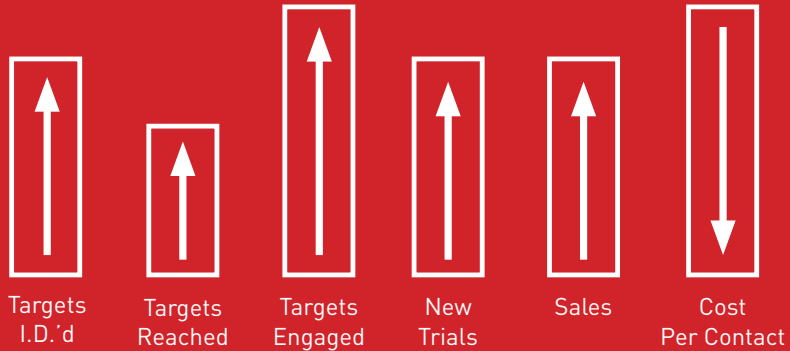 Targets
I.D.'d
Targets
Reached
Targets
Engaged
New
Trials
Sales
Cost
Per Contact